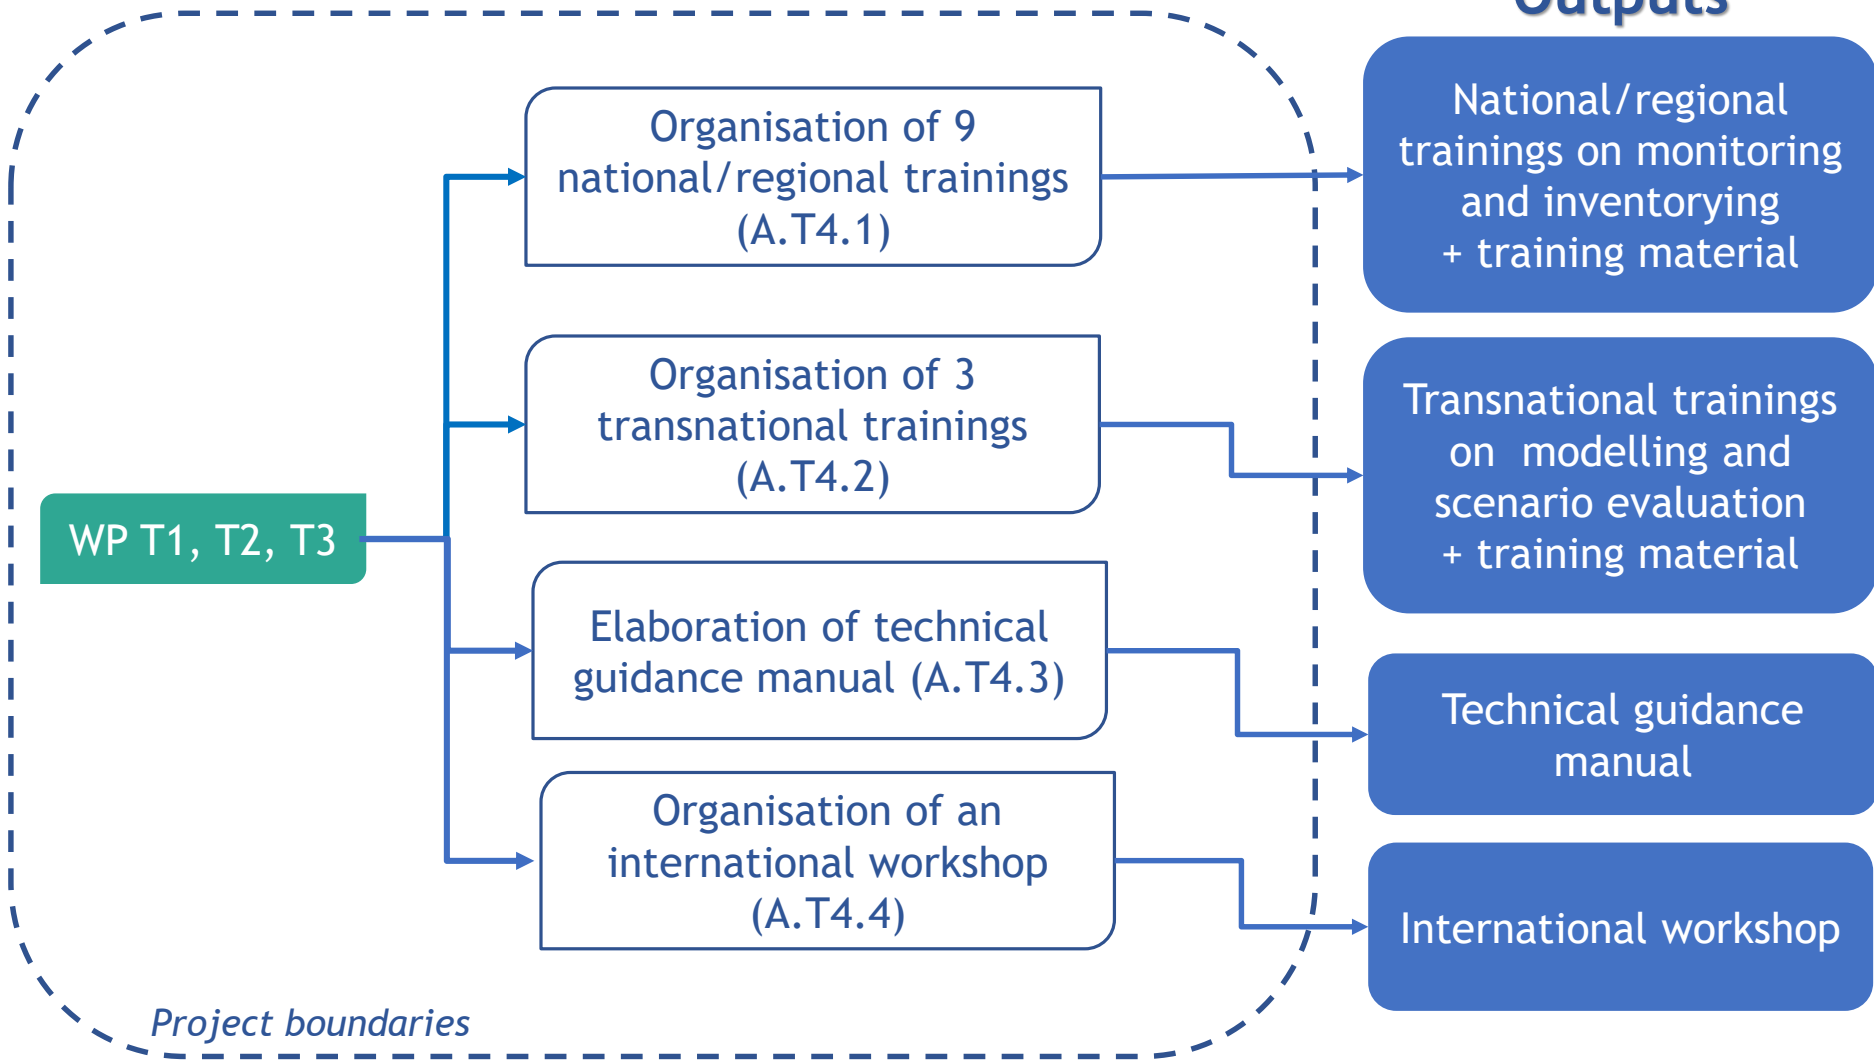 Outputs
Organisation of 9
national/regional trainings
(A.T4.1)
National/regional
trainings on monitoring
and inventorying
+ training material
Organisation of 3
transnational trainings
(A.T4.2)
Transnational trainings
on modelling and
scenario evaluation
+ training material
WP T1, T2, T3
Elaboration of technical
guidance manual (A.T4.3)
Technical guidance
manual
Organisation of an
international workshop
(A.T4.4)
International workshop
Project boundaries